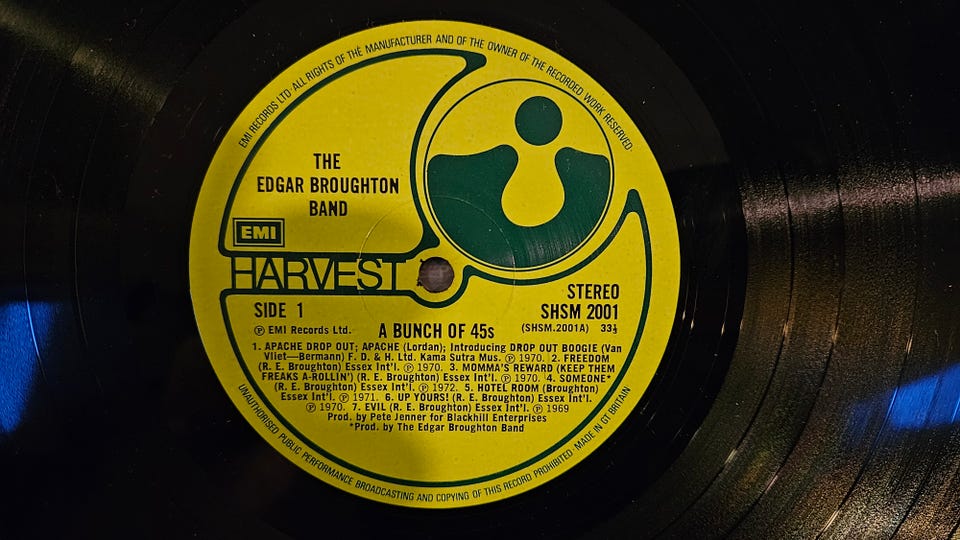 EMI RECORDS LTD · ALL RIGHTS OF THE MANUFACTURER AND OF THE OWNER OF THE RECORDED WORK RESERVED ·
THE
EDGAR BROUGHTON
BAND
EMI
HARVEST
STEREO
SIDE 1
SHSM 2001
℗ EMI Records Ltd.
A BUNCH OF 45s
(SHSM.2001A) 33⅓
1. APACHE DROP OUT; APACHE (Lordan); Introducing DROP OUT BOOGIE (Van
Vliet—Bermann) F. D. & H. Ltd. Kama Sutra Mus. ℗ 1970. 2. FREEDOM
(R. E. Broughton) Essex Int'l. ℗ 1970. 3. MOMMA'S REWARD (KEEP THEM
FREAKS A-ROLLIN') (R. E. Broughton) Essex Int'l. ℗ 1970. 4. SOMEONE*
(R. E. Broughton) Essex Int'l. ℗ 1972. 5. HOTEL ROOM (Broughton)
Essex Int'l. ℗ 1971. 6. UP YOURS! (R. E. Broughton) Essex Int'l.
℗ 1970. 7. EVIL (R. E. Broughton) Essex Int'l. ℗ 1969
Prod. by Pete Jenner for Blackhill Enterprises
*Prod. by The Edgar Broughton Band
UNAUTHORISED PUBLIC PERFORMANCE BROADCASTING AND COPYING OF THIS RECORD PROHIBITED · MADE IN GT BRITAIN